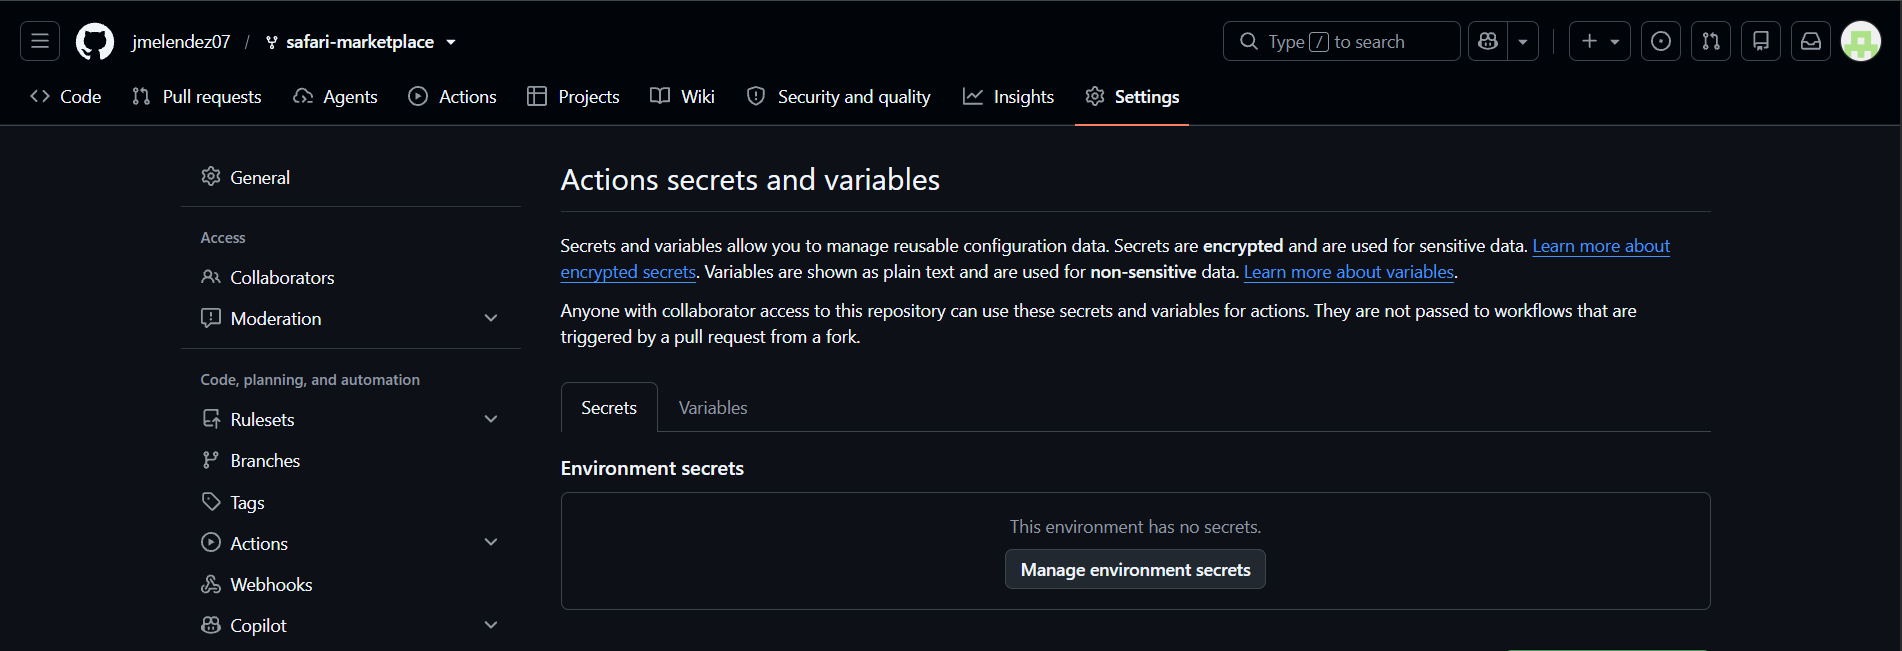 jmelendez07 / safari-marketplace
Type / to search
Code Pull requests Agents Actions Projects Wiki Security and quality Insights Settings
General
Access
Collaborators
Moderation
Code, planning, and automation
Rulesets
Branches
Tags
Actions
Webhooks
Copilot
Actions secrets and variables
Secrets and variables allow you to manage reusable configuration data. Secrets are encrypted and are used for sensitive data. Learn more about
encrypted secrets. Variables are shown as plain text and are used for non-sensitive data. Learn more about variables.
Anyone with collaborator access to this repository can use these secrets and variables for actions. They are not passed to workflows that are
triggered by a pull request from a fork.
Secrets Variables
Environment secrets
This environment has no secrets.
Manage environment secrets